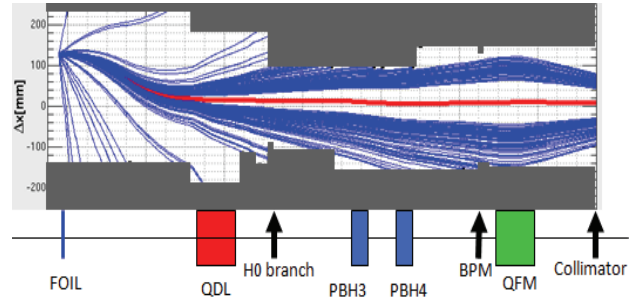 200
100
0
-100
-200
Δx[mm]
FOIL
QDL
H0 branch
PBH3
PBH4
BPM
QFM
Collimator